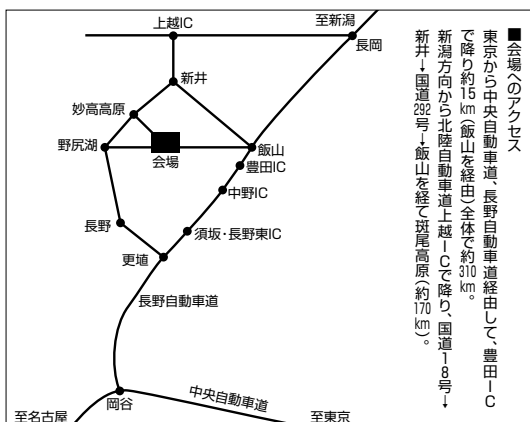 ■会場へのアクセス
東京から中央自動車道、長野自動車道経由して、豊田IC
で降り約15km(飯山を経由)全体で約310km。
新潟方向から北陸自動車道上越ICで降り、国道18号→
新井→国道292号→飯山を経て斑尾高原(約170km)。
上越IC
至新潟
長岡
新井
妙高高原
野尻湖
会場
飯山
豊田IC
中野IC
長野
須坂・長野東IC
更埴
長野自動車道
岡谷
中央自動車道
至名古屋
至東京